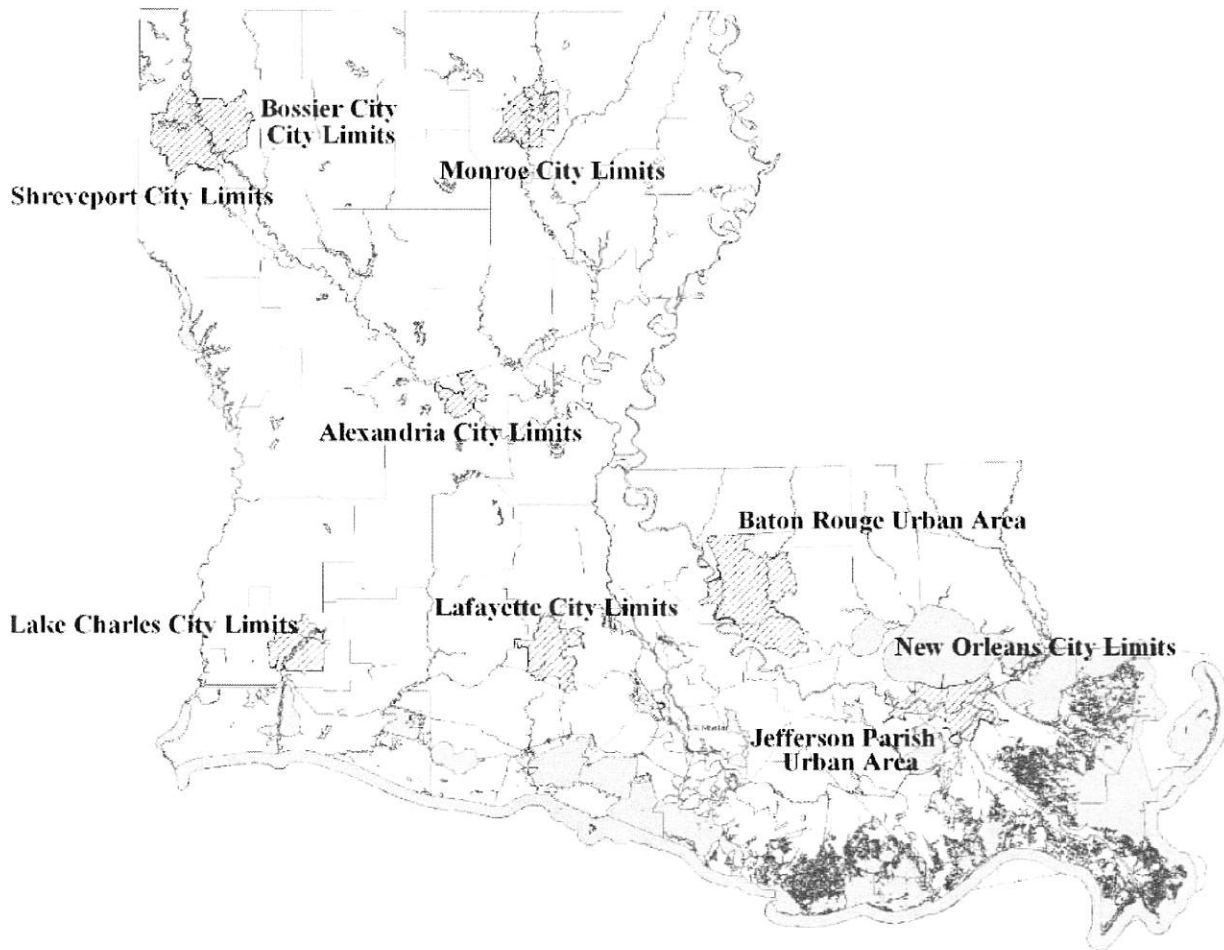 Bossier City
City Limits
Monroe City Limits
Shreveport City Limits
Alexandria City Limits
Baton Rouge Urban Area
Lafayette City Limits
Lake Charles City Limits
New Orleans City Limits
Jefferson Parish
Urban Area